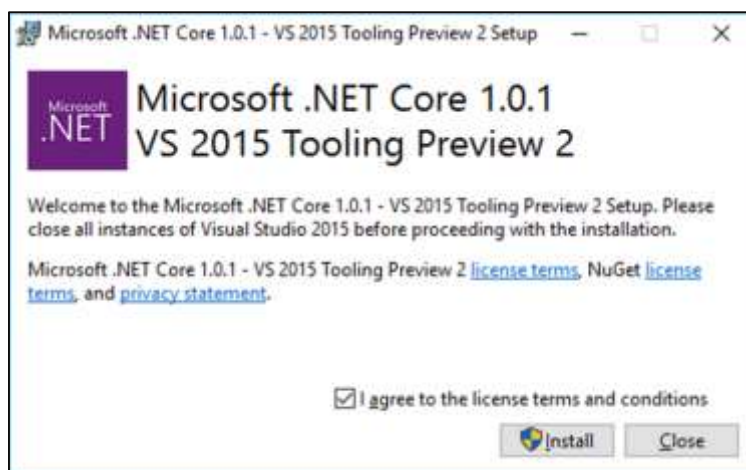 Microsoft .NET Core 1.0.1 - VS 2015 Tooling Preview 2 Setup
Microsoft
.NET
Microsoft .NET Core 1.0.1
VS 2015 Tooling Preview 2
Welcome to the Microsoft .NET Core 1.0.1 - VS 2015 Tooling Preview 2 Setup. Please
close all instances of Visual Studio 2015 before proceeding with the installation.
Microsoft .NET Core 1.0.1 - VS 2015 Tooling Preview 2 license terms, NuGet license
terms, and privacy statement.
I agree to the license terms and conditions
Install Close